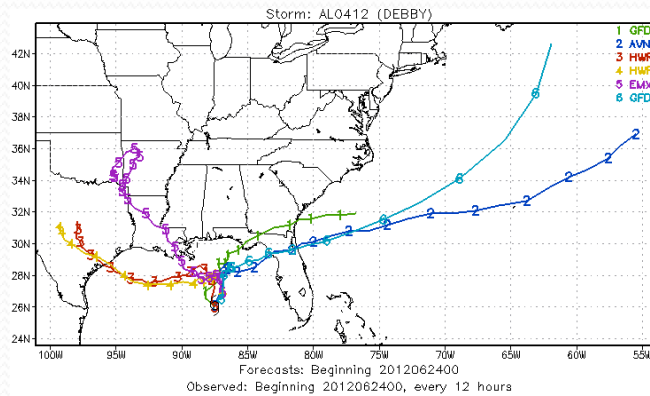 Storm: AL0412 (DEBBY)
1 GFD
2 AVN
3 HWR
4 HWF
5 EMX
6 GFD
42N
40N
38N
36N
34N
32N
30N
28N
26N
24N
100W 95W 90W 85W 80W 75W 70W 65W 60W 55W
Forecasts: Beginning 2012062400
Observed: Beginning 2012062400, every 12 hours